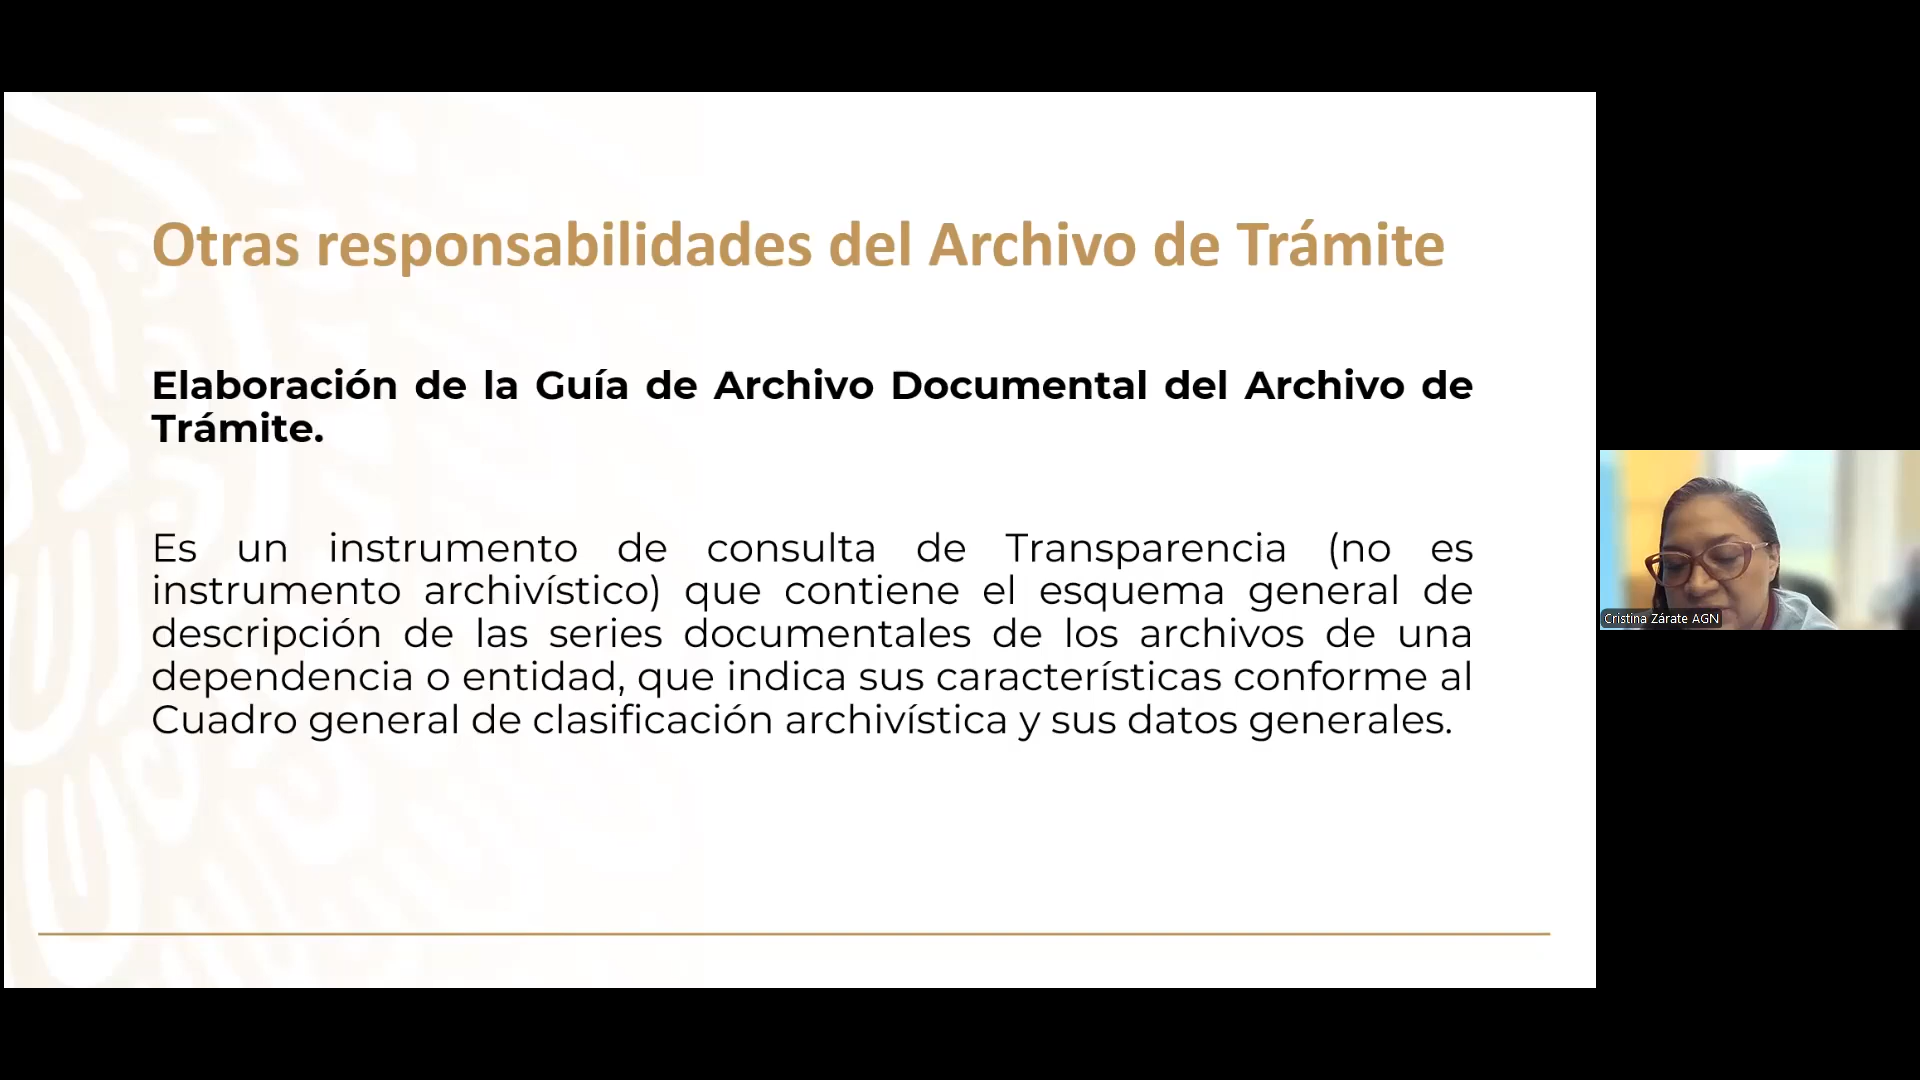 Otras responsabilidades del Archivo de Trámite
Elaboración de la Guía de Archivo Documental del Archivo de
Trámite.
Es un instrumento de consulta de Transparencia (no es
instrumento archivístico) que contiene el esquema general de
descripción de las series documentales de los archivos de una
dependencia o entidad, que indica sus características conforme al
Cuadro general de clasificación archivística y sus datos generales.
Cristina Zárate AGN